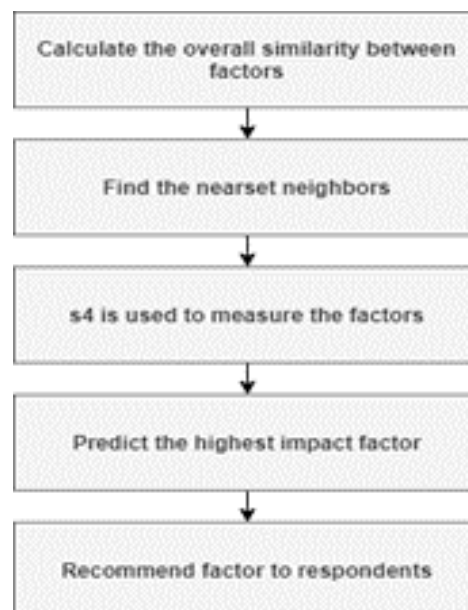 Calculate the overall similarity between
factors
Find the nearset neighbors
s4 is used to measure the factors
Predict the highest impact factor
Recommend factor to respondents